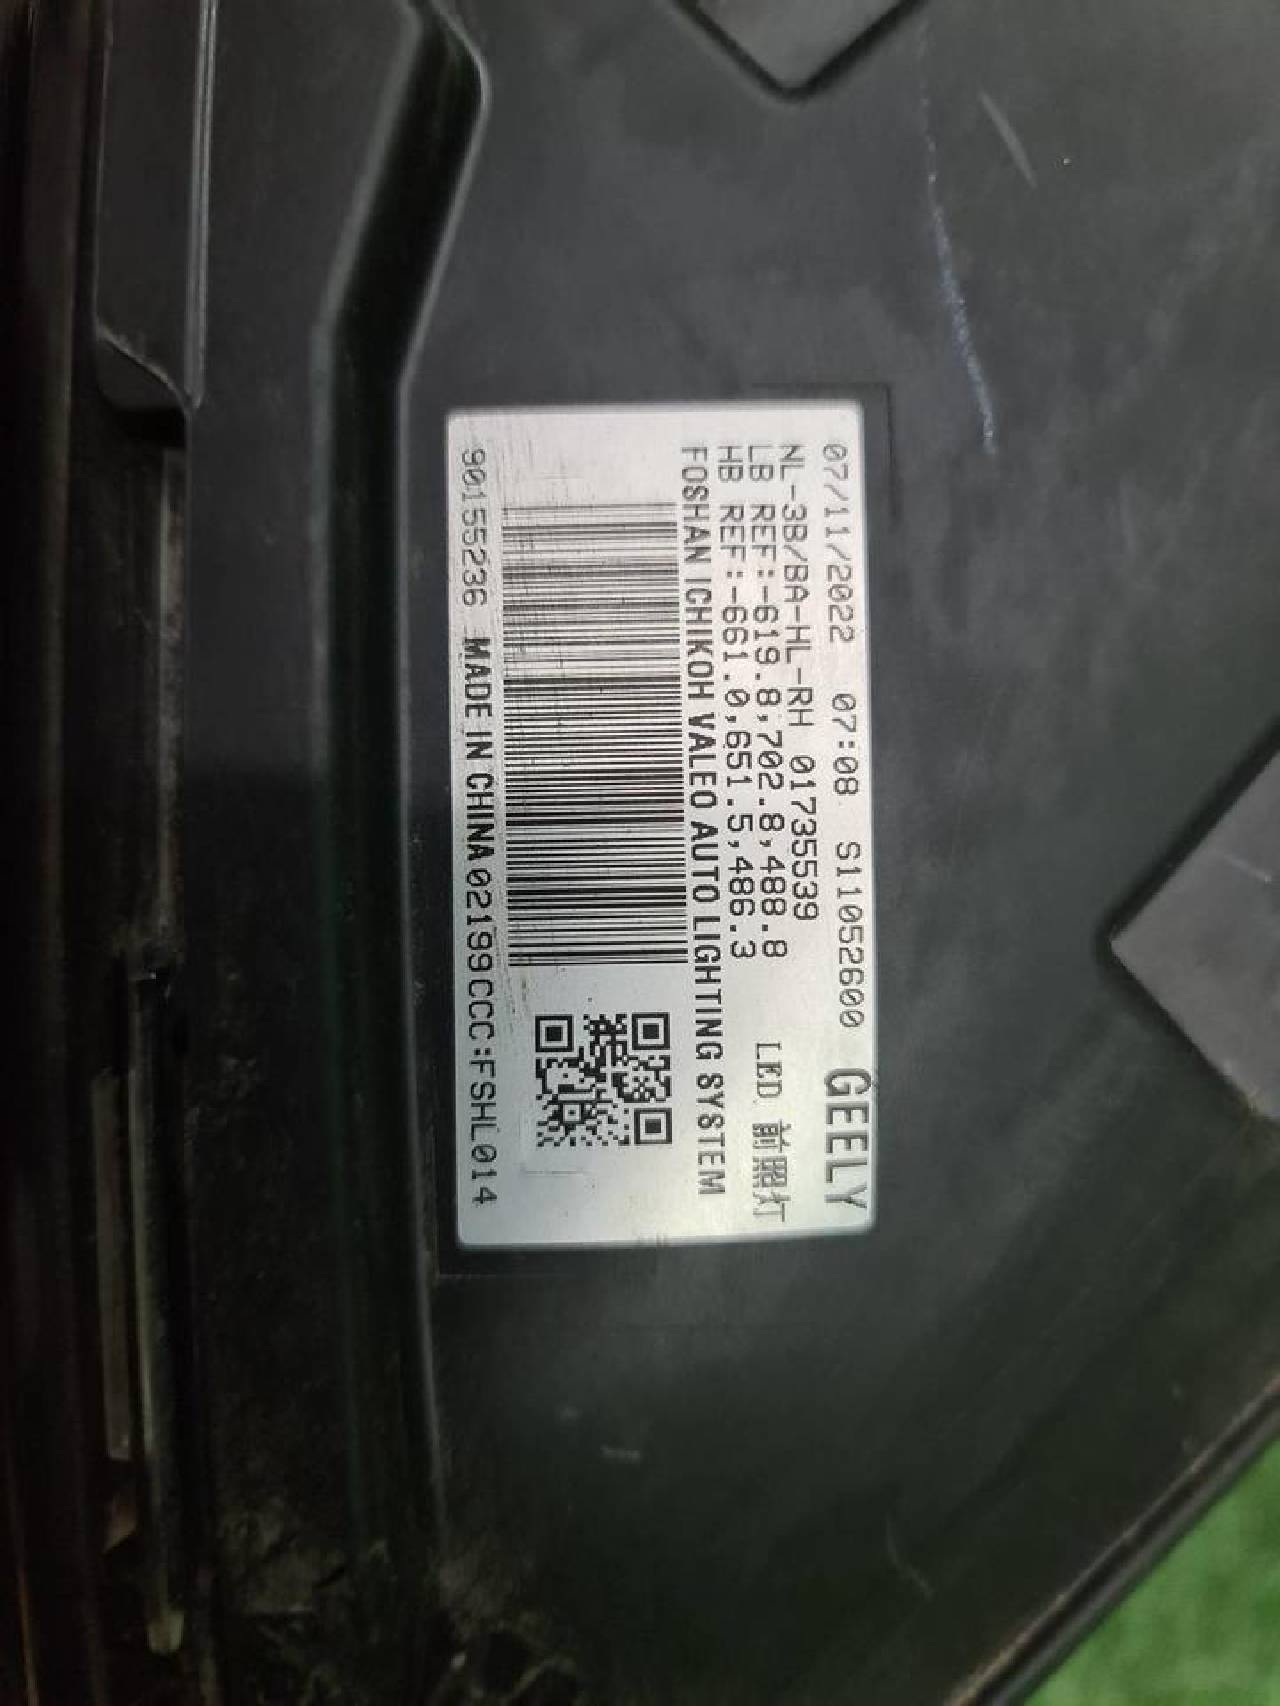 07/11/2022 07:08 S11052600 GEELY
NL-3B/BA-HL-RH 01735539
LB REF:-619.8,702.8,488.8 LED 前照灯
HB REF:-661.0,651.5,486.3
FOSHAN ICHIKOH VALEO AUTO LIGHTING SYSTEM
90155236 MADE IN CHINA 02199CCC:FSHL014